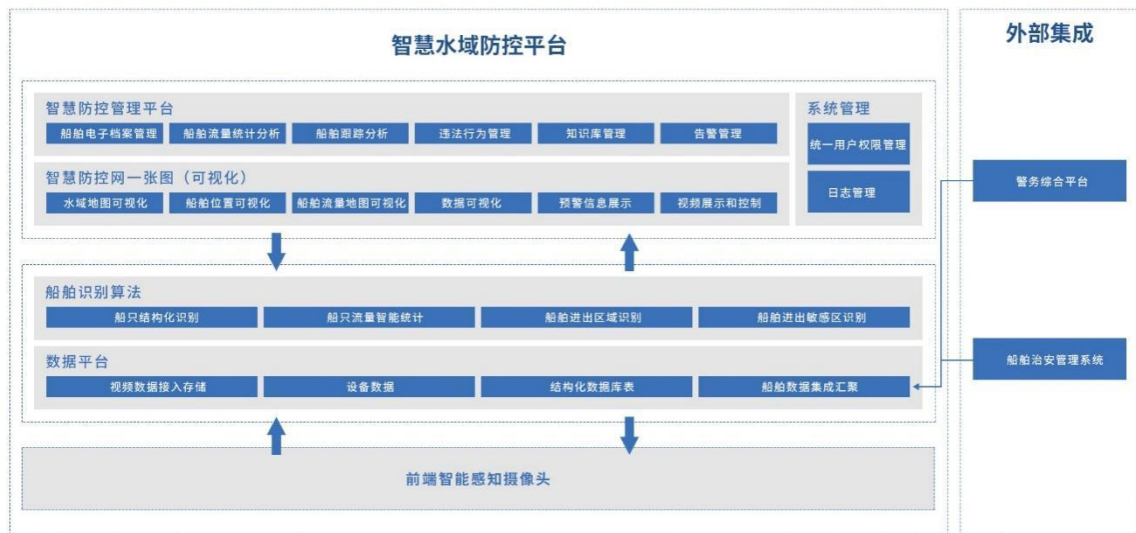 智慧水域防控平台
外部集成
智慧防控管理平台
船舶电子档案管理
船舶流量统计分析
船舶跟踪分析
违法行为管理
知识库管理
告警管理
系统管理
统一用户权限管理
日志管理
智慧防控网一张图（可视化）
水域地图可视化
船舶位置可视化
船舶流量地图可视化
数据可视化
预警信息展示
视频展示和控制
警务综合平台
船舶识别算法
船只结构化识别
船只流量智能统计
船舶进出区域识别
船舶进出敏感区识别
数据平台
视频数据接入存储
设备数据
结构化数据库表
船舶数据集成汇聚
船舶治安管理系统
前端智能感知摄像头